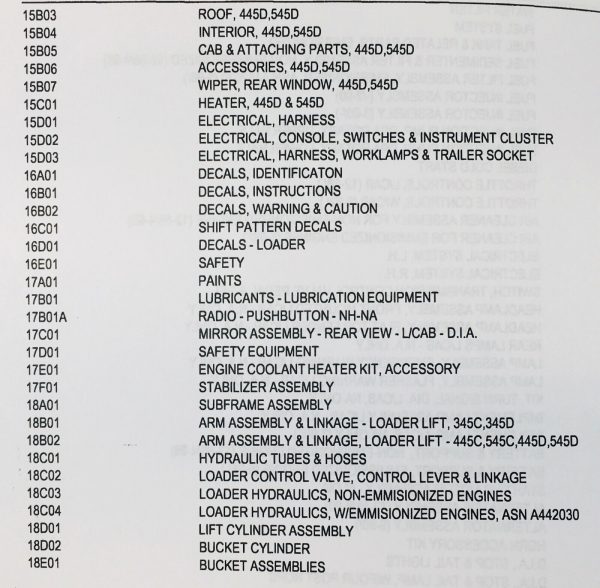 15B03 ROOF, 445D,545D
15B04 INTERIOR, 445D,545D
15B05 CAB & ATTACHING PARTS, 445D,545D
15B06 ACCESSORIES, 445D,545D
15B07 WIPER, REAR WINDOW, 445D,545D
15C01 HEATER, 445D & 545D
15D01 ELECTRICAL, HARNESS
15D02 ELECTRICAL, CONSOLE, SWITCHES & INSTRUMENT CLUSTER
15D03 ELECTRICAL, HARNESS, WORKLAMPS & TRAILER SOCKET
16A01 DECALS, IDENTIFICATON
16B01 DECALS, INSTRUCTIONS
16B02 DECALS, WARNING & CAUTION
16C01 SHIFT PATTERN DECALS
16D01 DECALS - LOADER
16E01 SAFETY
17A01 PAINTS
17B01 LUBRICANTS - LUBRICATION EQUIPMENT
17B01A RADIO - PUSHBUTTON - NH-NA
17C01 MIRROR ASSEMBLY - REAR VIEW - L/CAB - D.I.A.
17D01 SAFETY EQUIPMENT
17E01 ENGINE COOLANT HEATER KIT, ACCESSORY
17F01 STABILIZER ASSEMBLY
18A01 SUBFRAME ASSEMBLY
18B01 ARM ASSEMBLY & LINKAGE - LOADER LIFT, 345C,345D
18B02 ARM ASSEMBLY & LINKAGE, LOADER LIFT - 445C,545C,445D,545D
18C01 HYDRAULIC TUBES & HOSES
18C02 LOADER CONTROL VALVE, CONTROL LEVER & LINKAGE
18C03 LOADER HYDRAULICS, NON-EMMISIONIZED ENGINES
18C04 LOADER HYDRAULICS, W/EMMISIONIZED ENGINES, ASN A442030
18D01 LIFT CYLINDER ASSEMBLY
18D02 BUCKET CYLINDER
18E01 BUCKET ASSEMBLIES